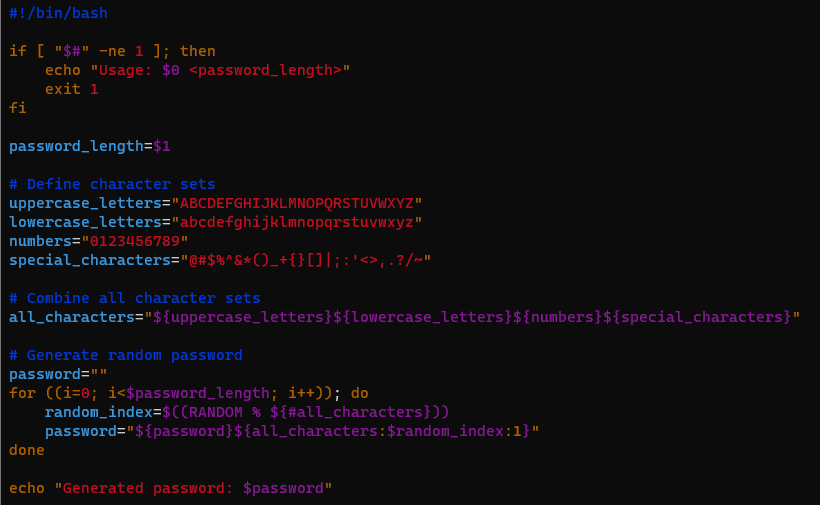 #!/bin/bash
if [ "$#" -ne 1 ]; then
    echo "Usage: $0 <password_length>"
    exit 1
fi
password_length=$1
# Define character sets
uppercase_letters="ABCDEFGHIJKLMNOPQRSTUVWXYZ"
lowercase_letters="abcdefghijklmnopqrstuvwxyz"
numbers="0123456789"
special_characters="@#$%^&*()_+{}[]|;:'<>,.?/~"
# Combine all character sets
all_characters="${uppercase_letters}${lowercase_letters}${numbers}${special_characters}"
# Generate random password
password=""
for ((i=0; i<$password_length; i++)); do
    random_index=$((RANDOM % ${#all_characters}))
    password="${password}${all_characters:$random_index:1}"
done
echo "Generated password: $password"